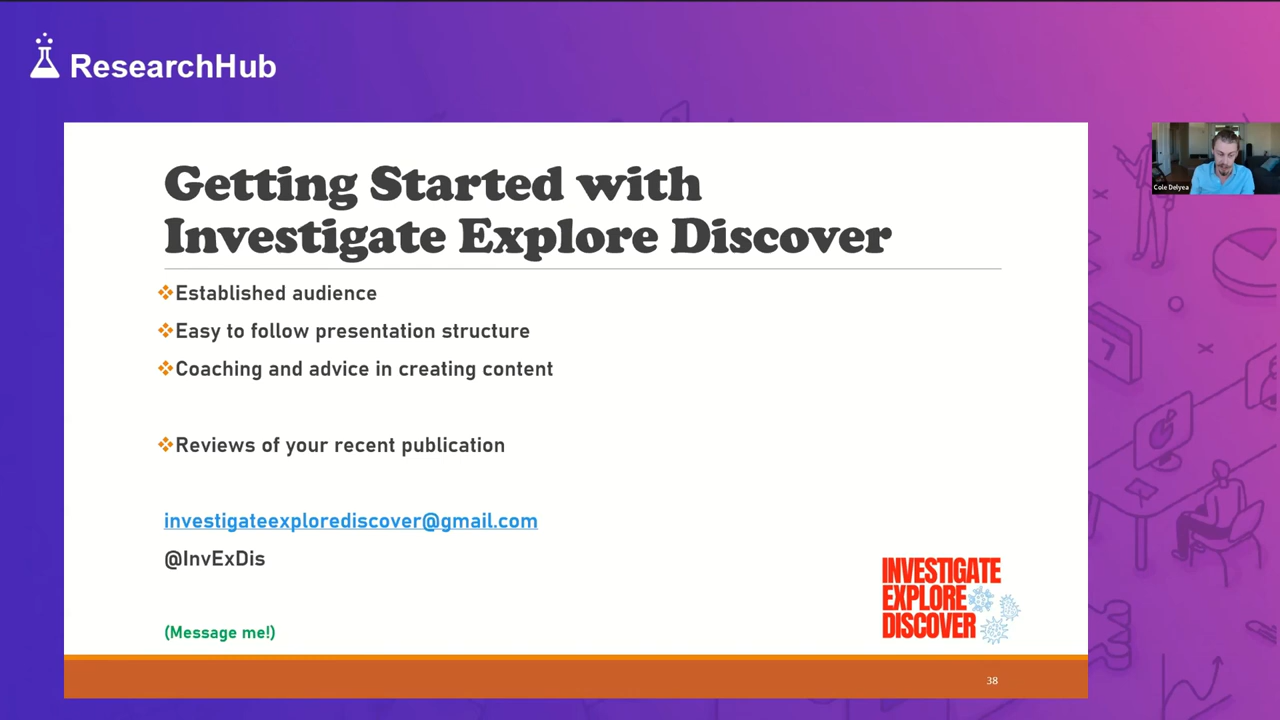 ResearchHub
Getting Started with
Investigate Explore Discover
Established audience
Easy to follow presentation structure
Coaching and advice in creating content
Reviews of your recent publication
investigateexplorediscover@gmail.com
@InvExDis
(Message me!)
INVESTIGATE
EXPLORE
DISCOVER
38
Cole Delyea
7